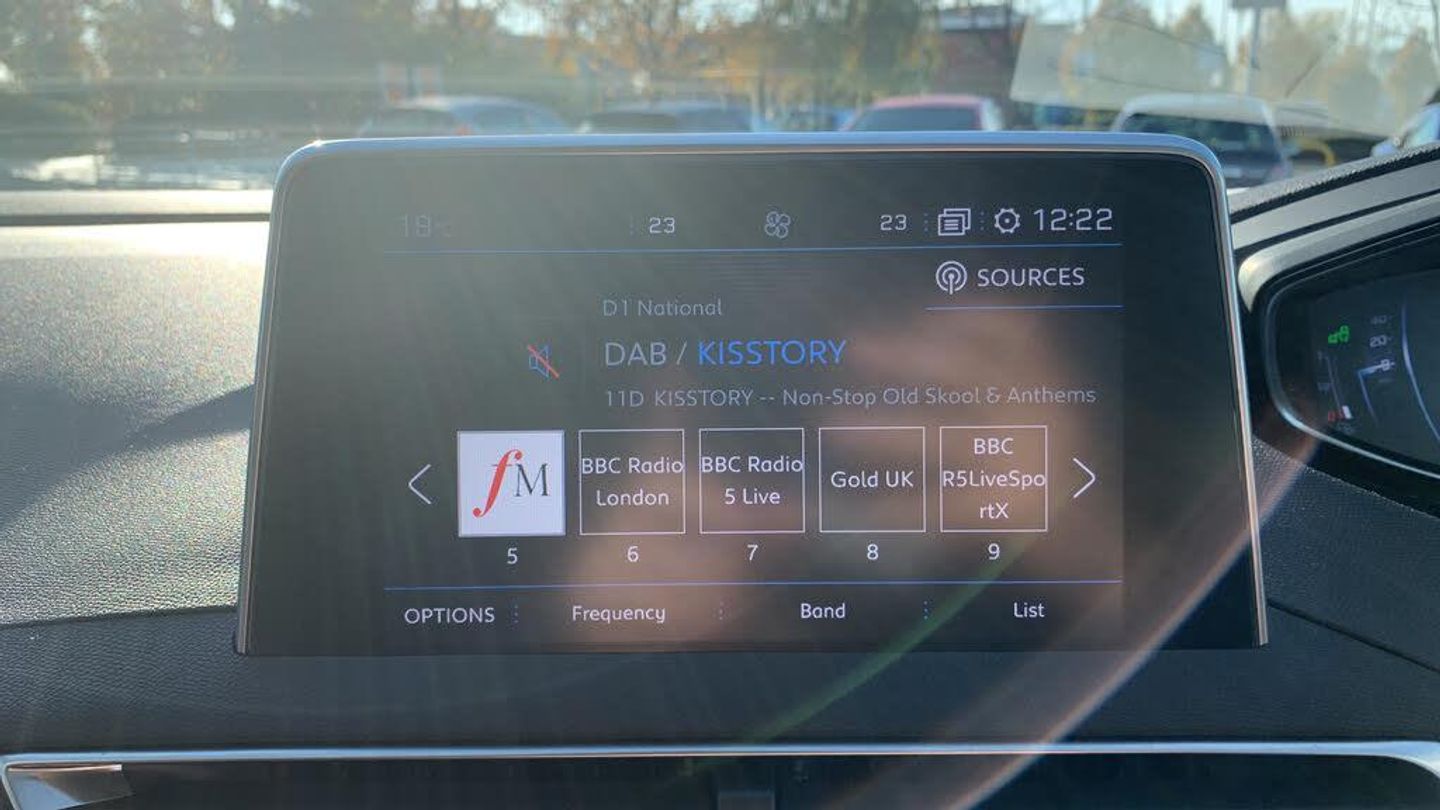 18°C 23 23 12:22
SOURCES
D1 National
DAB / KISSTORY
11D KISSTORY -- Non-Stop Old Skool & Anthems
fM
BBC Radio
London
BBC Radio
5 Live
Gold UK
BBC
R5LiveSpo
rtX
5 6 7 8 9
OPTIONS Frequency Band List
40
20